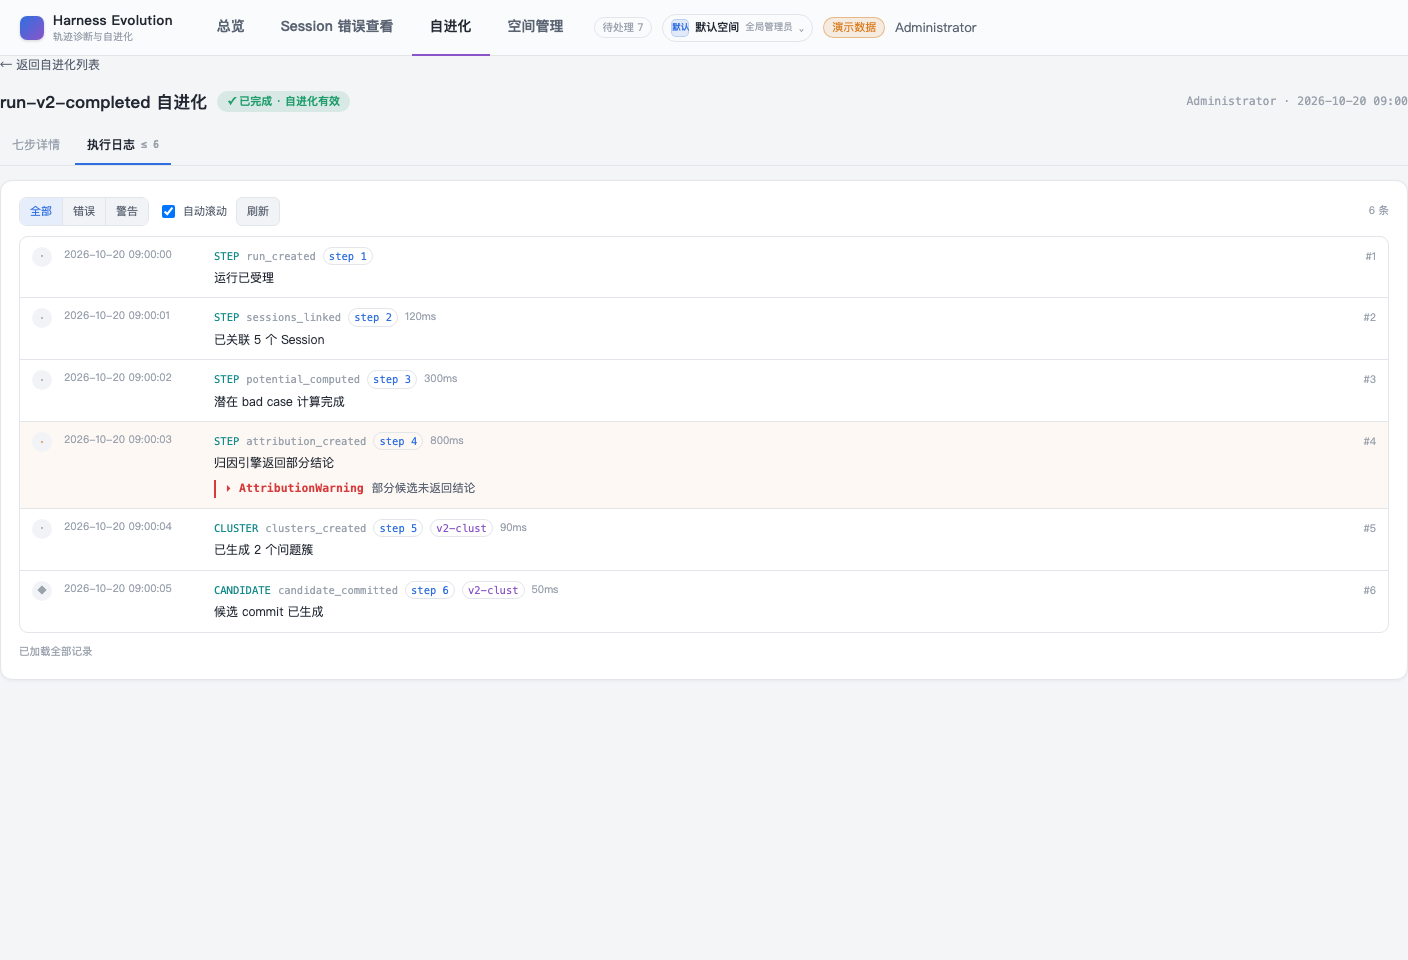 Harness Evolution
轨迹诊断与自进化
总览
Session 错误查看
自进化
空间管理
待处理 7
默认 默认空间 全局管理员
演示数据
Administrator
← 返回自进化列表
run-v2-completed 自进化
✓ 已完成 · 自进化有效
Administrator · 2026-10-20 09:00
七步详情
执行日志 ≤ 6
全部 错误 警告
自动滚动
刷新
6 条
2026-10-20 09:00:00 STEP run_created step 1 #1
运行已受理
2026-10-20 09:00:01 STEP sessions_linked step 2 120ms #2
已关联 5 个 Session
2026-10-20 09:00:02 STEP potential_computed step 3 300ms #3
潜在 bad case 计算完成
2026-10-20 09:00:03 STEP attribution_created step 4 800ms #4
归因引擎返回部分结论
AttributionWarning 部分候选未返回结论
2026-10-20 09:00:04 CLUSTER clusters_created step 5 v2-clust 90ms #5
已生成 2 个问题簇
2026-10-20 09:00:05 CANDIDATE candidate_committed step 6 v2-clust 50ms #6
候选 commit 已生成
已加载全部记录